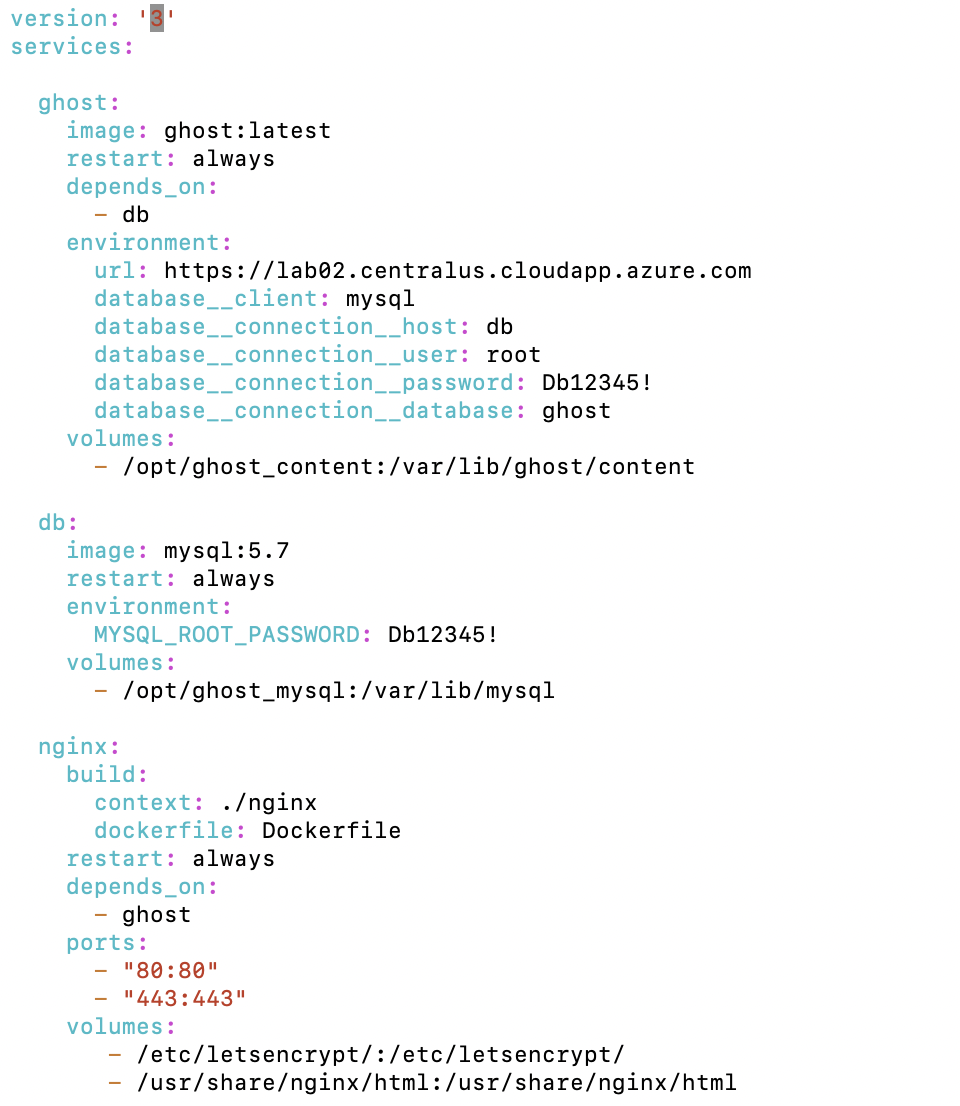 version: '3'
services:

  ghost:
    image: ghost:latest
    restart: always
    depends_on:
      - db
    environment:
      url: https://lab02.centralus.cloudapp.azure.com
      database__client: mysql
      database__connection__host: db
      database__connection__user: root
      database__connection__password: Db12345!
      database__connection__database: ghost
    volumes:
      - /opt/ghost_content:/var/lib/ghost/content

  db:
    image: mysql:5.7
    restart: always
    environment:
      MYSQL_ROOT_PASSWORD: Db12345!
    volumes:
      - /opt/ghost_mysql:/var/lib/mysql

  nginx:
    build:
      context: ./nginx
      dockerfile: Dockerfile
    restart: always
    depends_on:
      - ghost
    ports:
      - "80:80"
      - "443:443"
    volumes:
       - /etc/letsencrypt/:/etc/letsencrypt/
       - /usr/share/nginx/html:/usr/share/nginx/html